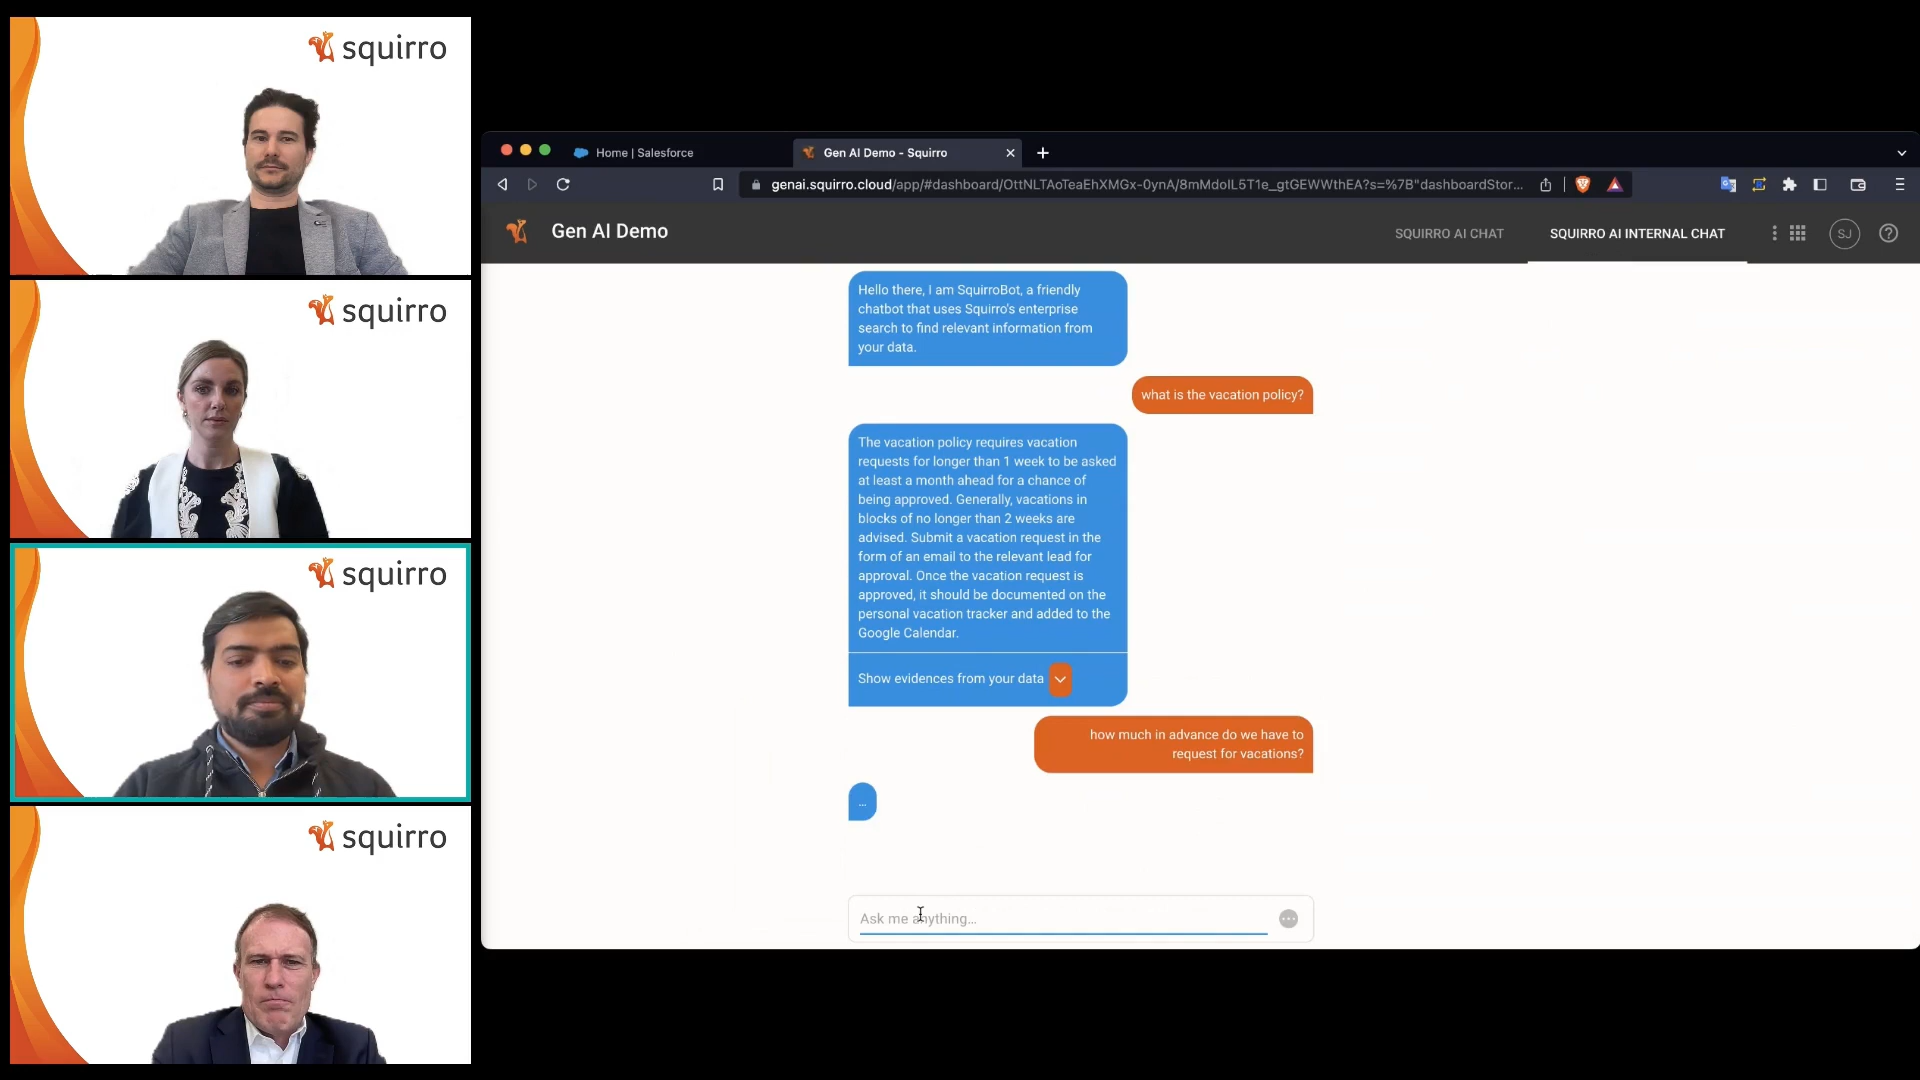 squirro
squirro
squirro
squirro
Home | Salesforce
Gen AI Demo - Squirro
genai.squirro.cloud/app/#dashboard/OttNLTAoTeaEhXMGx-0ynA/8mMdoIL5T1e_gtGEWWthEA?s=%7B"dashboardStor...
Gen AI Demo
SQUIRRO AI CHAT
SQUIRRO AI INTERNAL CHAT
SJ
Hello there, I am SquirroBot, a friendly
chatbot that uses Squirro's enterprise
search to find relevant information from
your data.
what is the vacation policy?
The vacation policy requires vacation
requests for longer than 1 week to be asked
at least a month ahead for a chance of
being approved. Generally, vacations in
blocks of no longer than 2 weeks are
advised. Submit a vacation request in the
form of an email to the relevant lead for
approval. Once the vacation request is
approved, it should be documented on the
personal vacation tracker and added to the
Google Calendar.
Show evidences from your data
how much in advance do we have to
request for vacations?
...
Ask me anything...